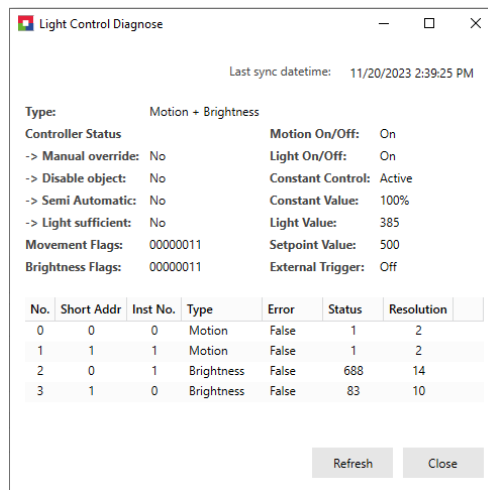 Light Control Diagnose
Last sync datetime: 11/20/2023 2:39:25 PM
Type: Motion + Brightness
Controller Status Motion On/Off: On
-> Manual override: No Light On/Off: On
-> Disable object: No Constant Control: Active
-> Semi Automatic: No Constant Value: 100%
-> Light sufficient: No Light Value: 385
Movement Flags: 00000011 Setpoint Value: 500
Brightness Flags: 00000011 External Trigger: Off
No. Short Addr Inst No. Type Error Status Resolution
0 0 0 Motion False 1 2
1 1 1 Motion False 1 2
2 0 1 Brightness False 688 14
3 1 0 Brightness False 83 10
Refresh Close